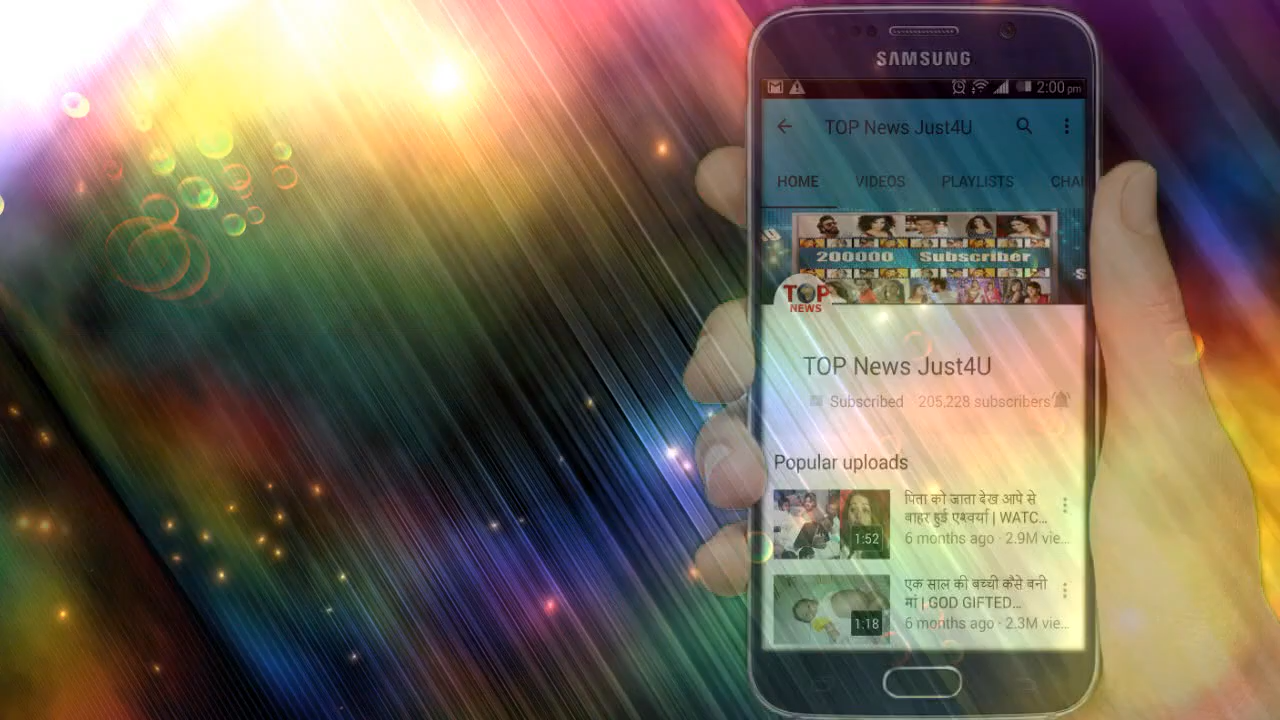 SAMSUNG
2:00 pm
TOP News Just4U
HOME VIDEOS PLAYLISTS CHA
200000 Subscriber
TOP
NEWS
TOP News Just4U
Subscribed 205,228 subscribers
Popular uploads
पिता को जाता देख आपे से
बाहर हुई एश्वर्या | WATC...
1:52
6 months ago · 2.9M vie...
एक साल की बच्ची कैसे बनी
मां | GOD GIFTED...
1:18
6 months ago · 2.3M vie...